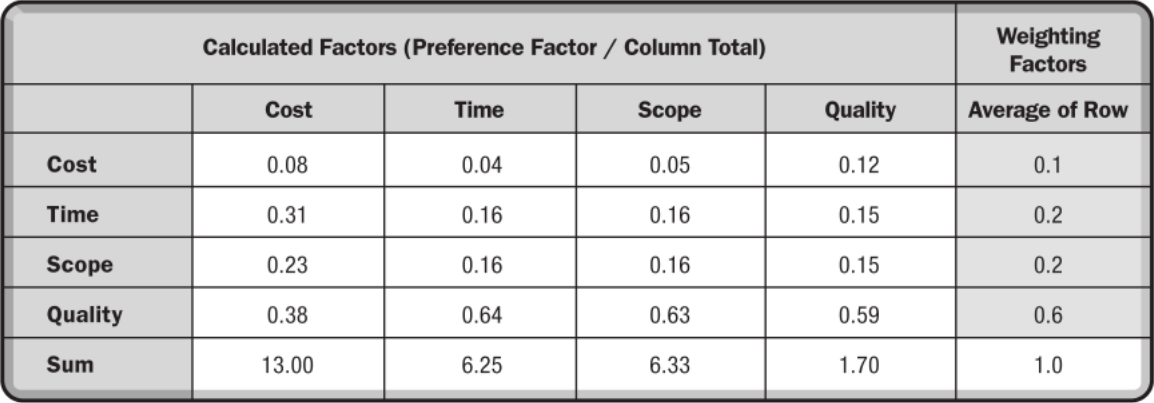 Calculated Factors (Preference Factor / Column Total) Weighting Factors
Cost Time Scope Quality Average of Row
Cost 0.08 0.04 0.05 0.12 0.1
Time 0.31 0.16 0.16 0.15 0.2
Scope 0.23 0.16 0.16 0.15 0.2
Quality 0.38 0.64 0.63 0.59 0.6
Sum 13.00 6.25 6.33 1.70 1.0